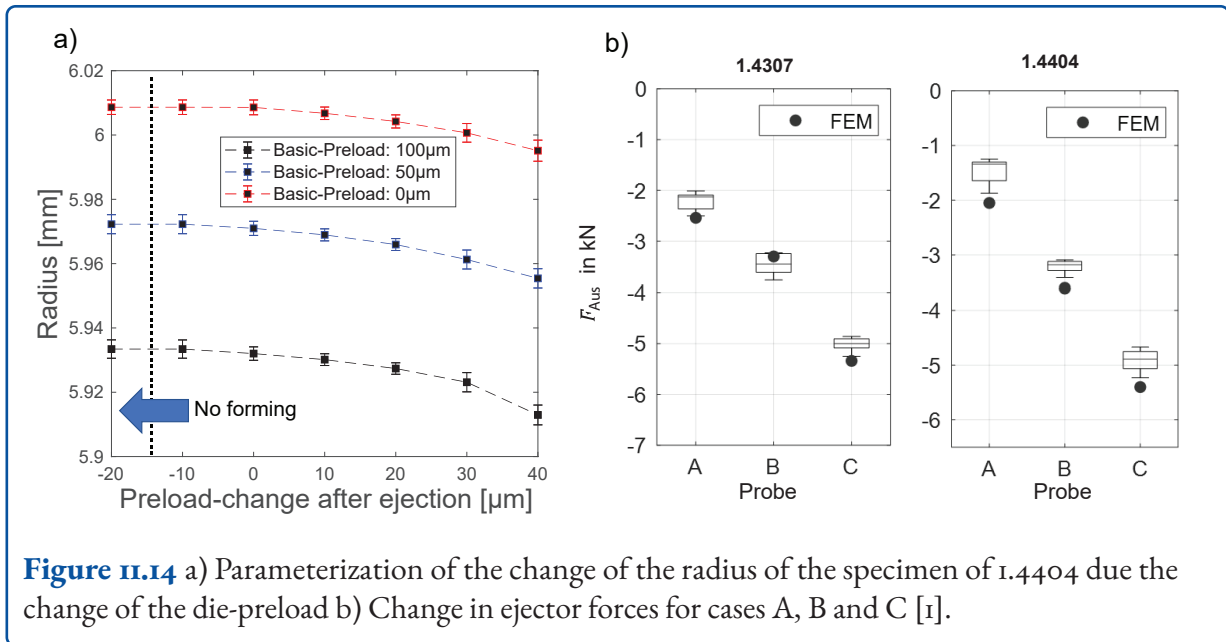 a)
6.02
6
5.98
5.96
5.94
5.92
5.9
Radius [mm]
Basic-Preload: 100µm
Basic-Preload: 50µm
Basic-Preload: 0µm
No forming
-20 -10 0 10 20 30 40
Preload-change after ejection [µm]
b)
1.4307
0
-1
-2
-3
-4
-5
-6
-7
F_Aus in kN
FEM
A B C
Probe
1.4404
0
-1
-2
-3
-4
-5
-6
FEM
A B C
Probe
Figure 11.14 a) Parameterization of the change of the radius of the specimen of 1.4404 due the
change of the die-preload b) Change in ejector forces for cases A, B and C [1].